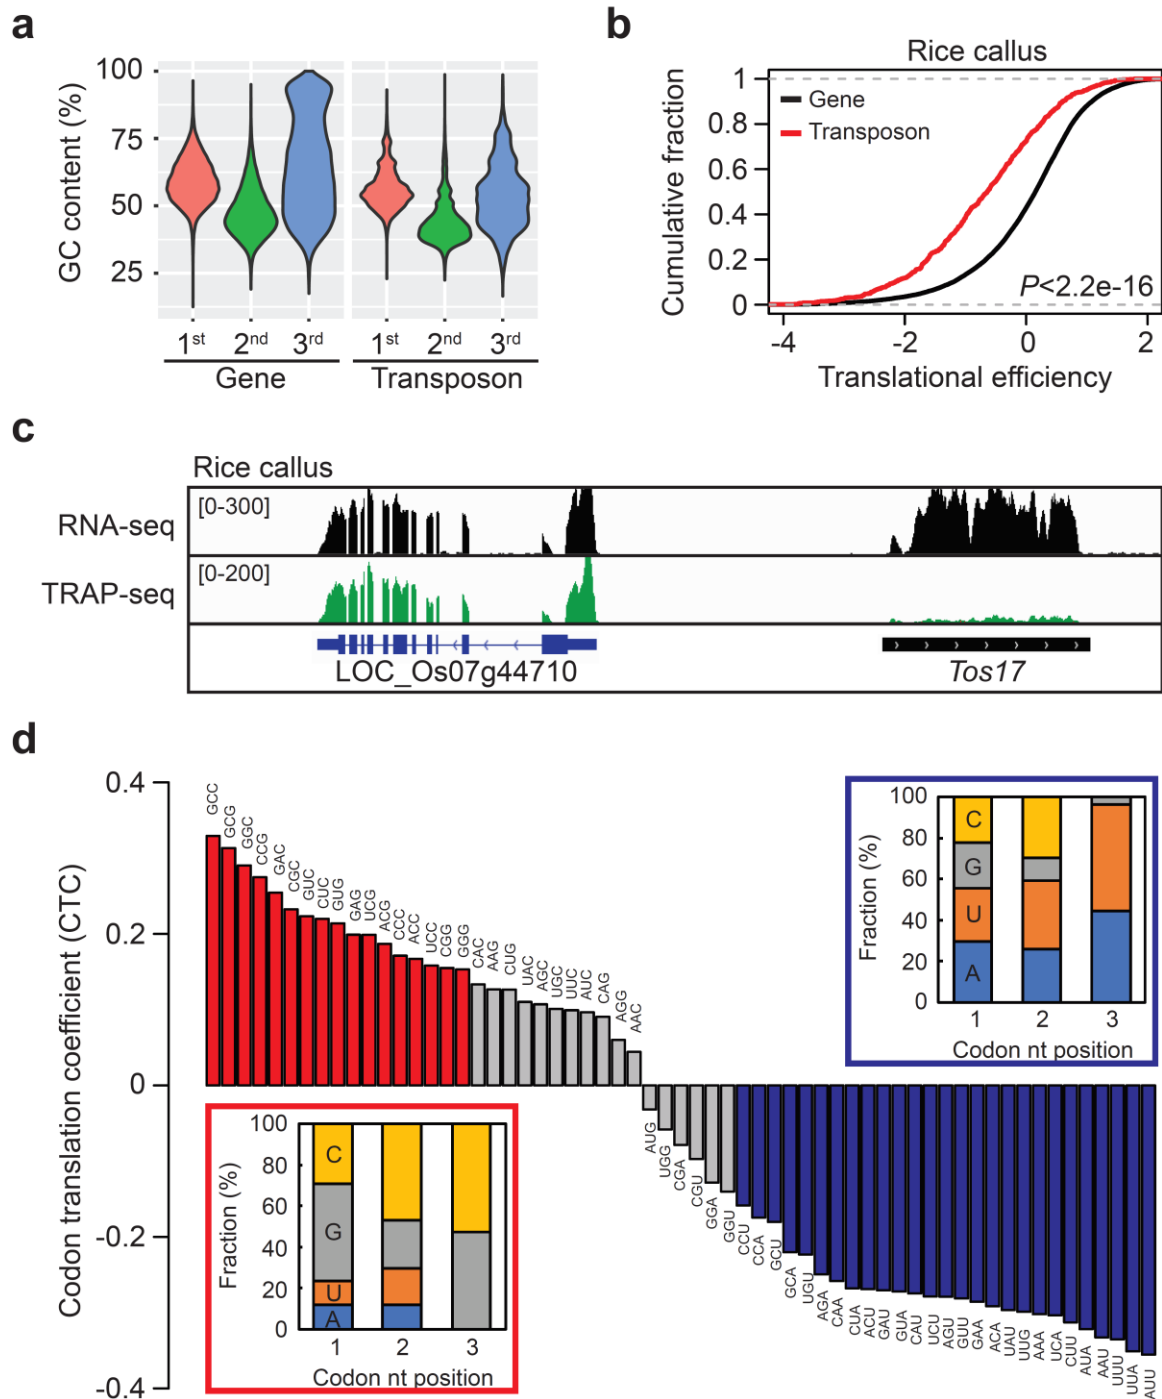 a
GC content (%)
100
75
50
25
1st 2nd 3rd 1st 2nd 3rd
Gene Transposon
b
Rice callus
Cumulative fraction
1
0.8
0.6
0.4
0.2
0
Gene
Transposon
P<2.2e-16
-4 -2 0 2
Translational efficiency
c
Rice callus
RNA-seq [0-300]
TRAP-seq [0-200]
LOC_Os07g44710 Tos17
d
Codon translation coefficient (CTC)
0.4
0.2
0
-0.2
-0.4
GCC GCG GGC CCG GAC CGC GUC CUC GUG GAG UCG ACG CCC ACC UCC CGG GGG CAC AAG CUG UAC AGC UGC UUC AUC CAG AGG AAC
AUG UGG CGA CGU GGA GGU CCU CCA GCU GCA UGU AGA CAA CUA ACU GAU GUA CAU UCU AGU GUU GAA ACA UAU UUG AAA UCA CUU AUA AAU UUU UUA AUU
Fraction (%)
100
80
60
40
20
0
C
G
U
A
1 2 3
Codon nt position
Fraction (%)
100
80
60
40
20
0
C
G
U
A
1 2 3
Codon nt position